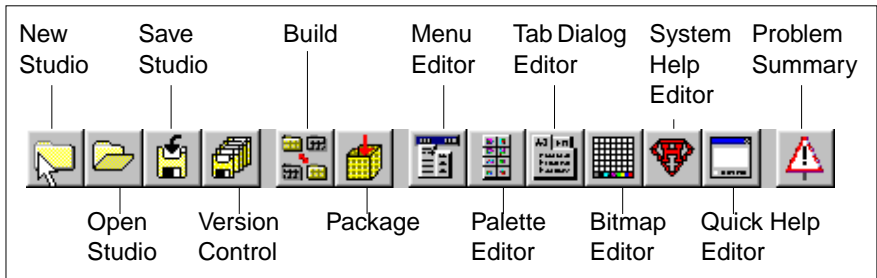 New Studio
Save Studio
Build
Menu Editor
Tab Dialog Editor
System Help Editor
Problem Summary
Open Studio
Version Control
Package
Palette Editor
Bitmap Editor
Quick Help Editor